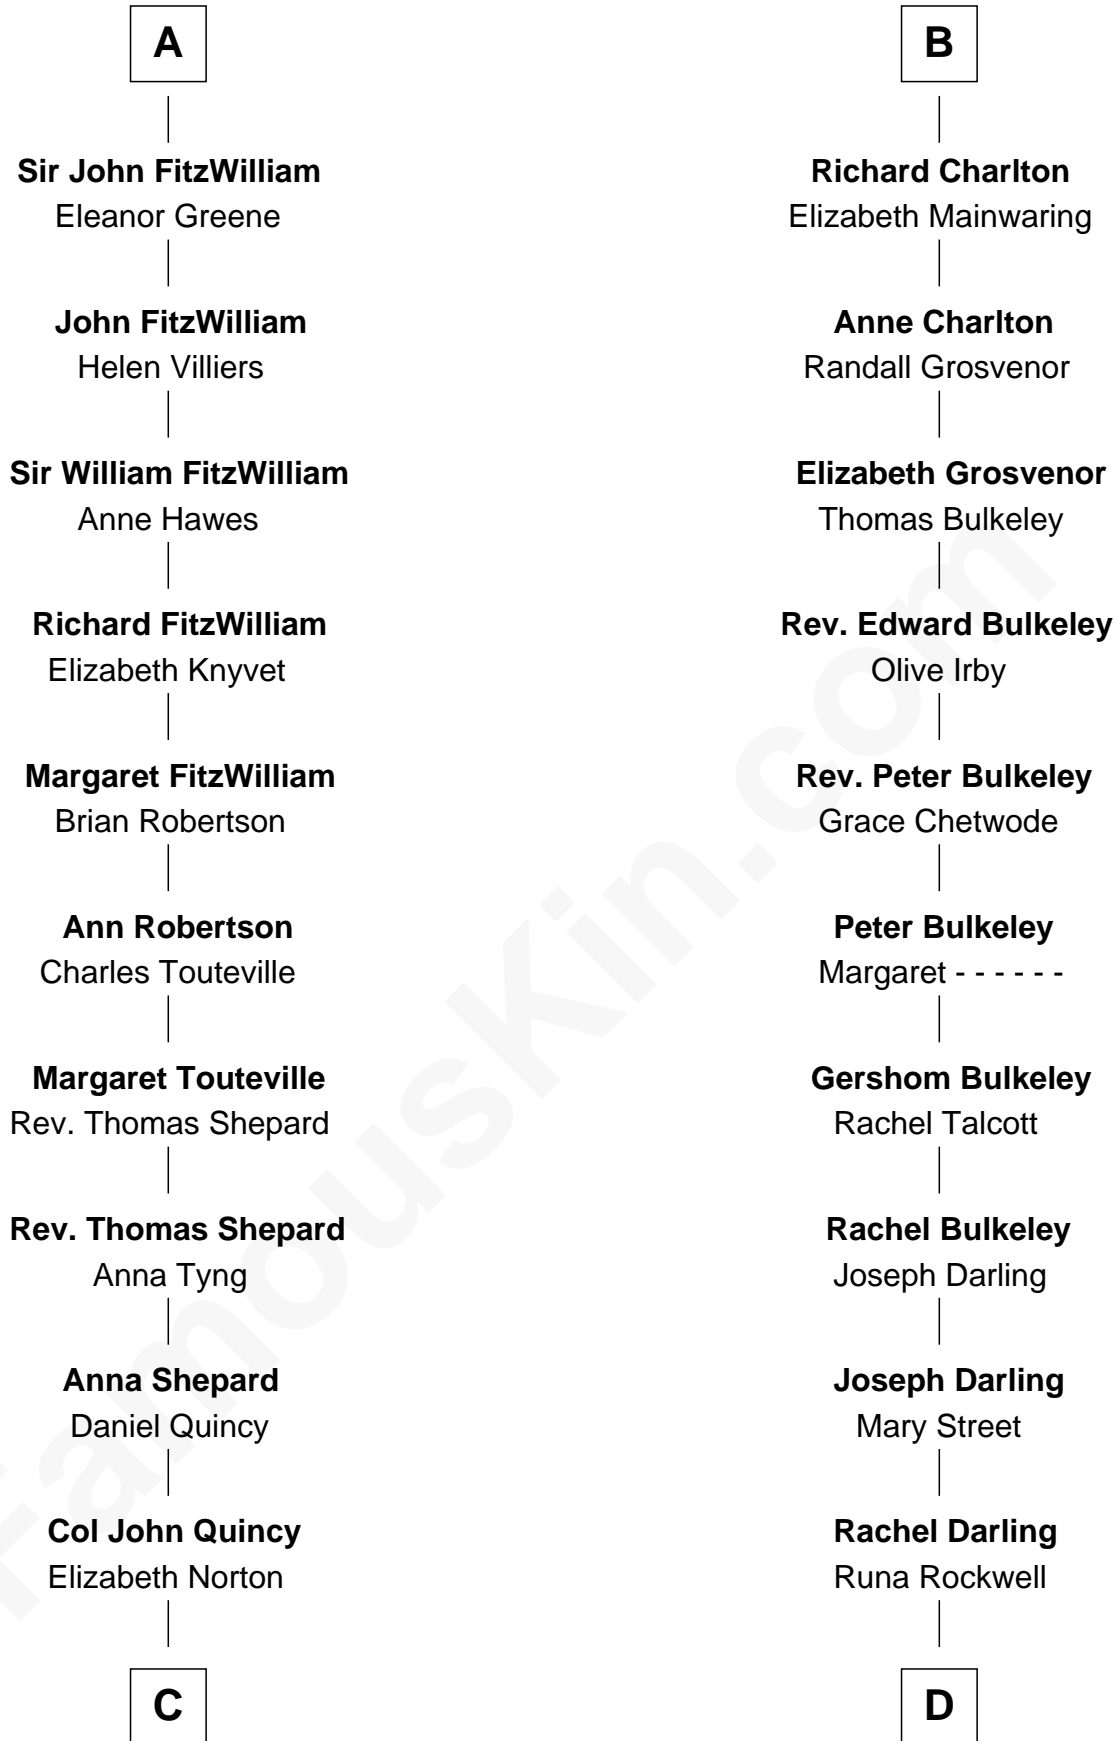 A
Sir John FitzWilliam
Eleanor Greene
John FitzWilliam
Helen Villiers
Sir William FitzWilliam
Anne Hawes
Richard FitzWilliam
Elizabeth Knyvet
Margaret FitzWilliam
Brian Robertson
Ann Robertson
Charles Touteville
Margaret Touteville
Rev. Thomas Shepard
Rev. Thomas Shepard
Anna Tyng
Anna Shepard
Daniel Quincy
Col John Quincy
Elizabeth Norton
C
B
Richard Charlton
Elizabeth Mainwaring
Anne Charlton
Randall Grosvenor
Elizabeth Grosvenor
Thomas Bulkeley
Rev. Edward Bulkeley
Olive Irby
Rev. Peter Bulkeley
Grace Chetwode
Peter Bulkeley
Margaret - - - - - -
Gershom Bulkeley
Rachel Talcott
Rachel Bulkeley
Joseph Darling
Joseph Darling
Mary Street
Rachel Darling
Runa Rockwell
D
FamousKin.com